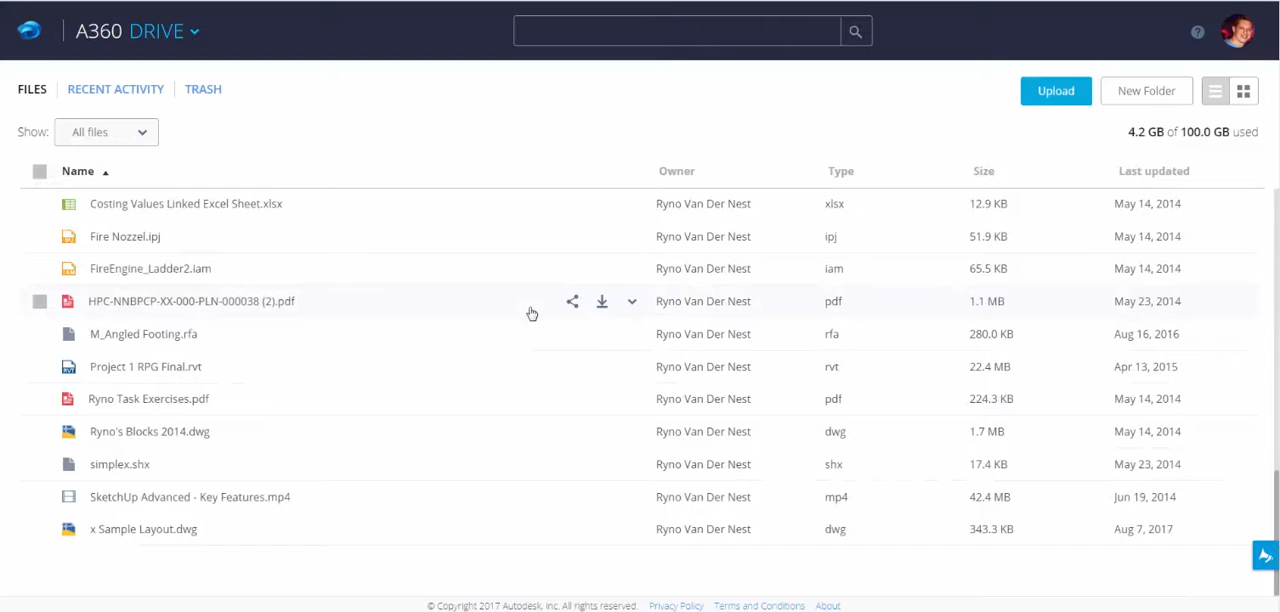 A360 DRIVE
FILES RECENT ACTIVITY TRASH Upload New Folder
Show: All files 4.2 GB of 100.0 GB used
Name Owner Type Size Last updated
Costing Values Linked Excel Sheet.xlsx Ryno Van Der Nest xlsx 12.9 KB May 14, 2014
Fire Nozzel.ipj Ryno Van Der Nest ipj 51.9 KB May 14, 2014
FireEngine_Ladder2.iam Ryno Van Der Nest iam 65.5 KB May 14, 2014
HPC-NNBPCP-XX-000-PLN-000038 (2).pdf Ryno Van Der Nest pdf 1.1 MB May 23, 2014
M_Angled Footing.rfa Ryno Van Der Nest rfa 280.0 KB Aug 16, 2016
Project 1 RPG Final.rvt Ryno Van Der Nest rvt 22.4 MB Apr 13, 2015
Ryno Task Exercises.pdf Ryno Van Der Nest pdf 224.3 KB May 14, 2014
Ryno's Blocks 2014.dwg Ryno Van Der Nest dwg 1.7 MB May 14, 2014
simplex.shx Ryno Van Der Nest shx 17.4 KB May 23, 2014
SketchUp Advanced - Key Features.mp4 Ryno Van Der Nest mp4 42.4 MB Jun 19, 2014
x Sample Layout.dwg Ryno Van Der Nest dwg 343.3 KB Aug 7, 2017
© Copyright 2017 Autodesk, Inc. All rights reserved. Privacy Policy Terms and Conditions About